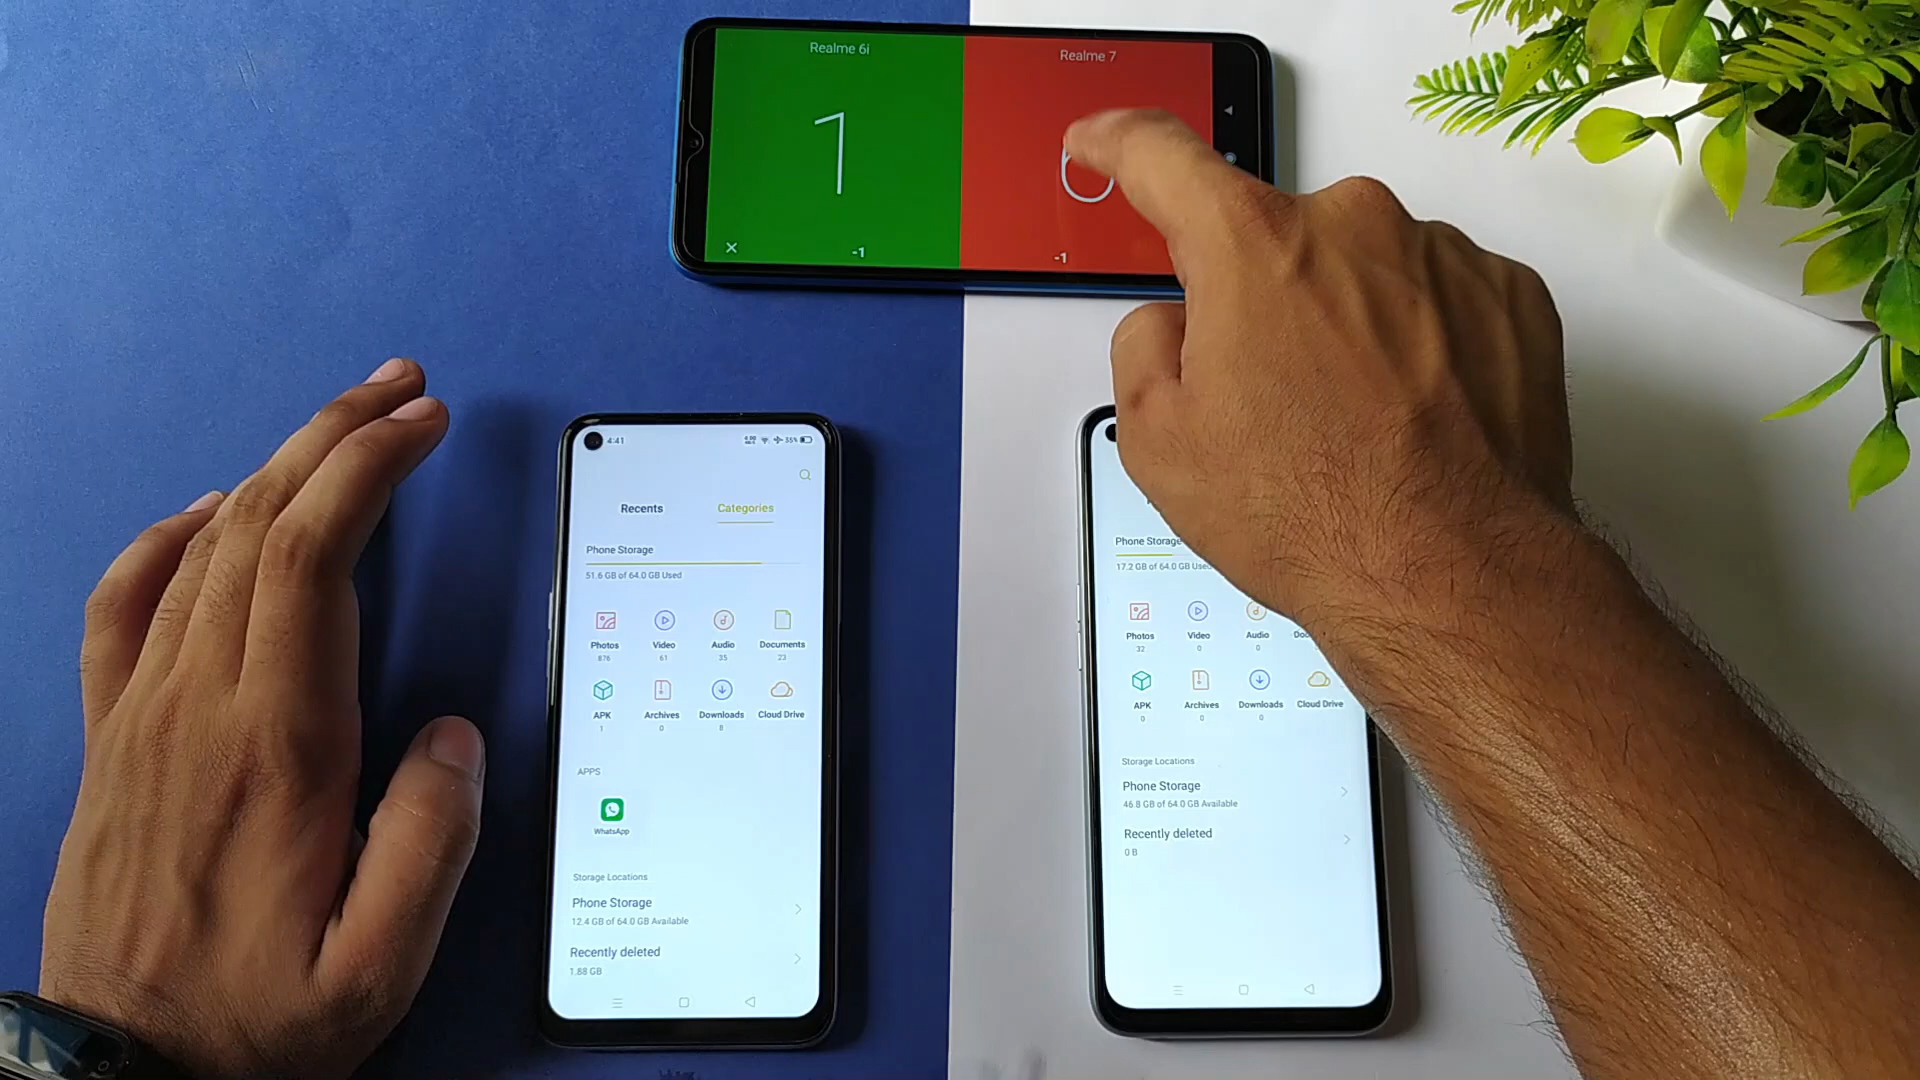 Realme 6i
1
-1
Realme 7
6
-1
4:41
35%
Recents
Categories
Phone Storage
51.6 GB of 64.0 GB Used
Photos
876
Video
61
Audio
35
Documents
23
APK
1
Archives
0
Downloads
8
Cloud Drive
APPS
WhatsApp
Storage Locations
Phone Storage
12.4 GB of 64.0 GB Available
Recently deleted
1.88 GB
Phone Storage
17.2 GB of 64.0 GB Used
Photos
32
Video
0
Audio
0
APK
0
Archives
0
Downloads
0
Cloud Drive
Storage Locations
Phone Storage
46.8 GB of 64.0 GB Available
Recently deleted
0 B